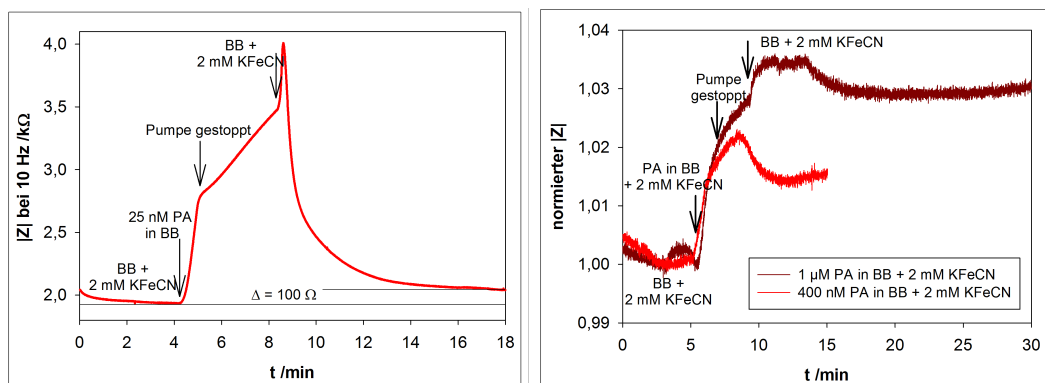 4,0
3,5
3,0
2,5
2,0
|Z| bei 10 Hz /kΩ
BB +
2 mM KFeCN
Pumpe gestoppt
25 nM PA
in BB
BB +
2 mM KFeCN
Δ = 100 Ω
0 2 4 6 8 10 12 14 16 18
t /min
1,04
1,03
1,02
1,01
1,00
0,99
normierter |Z|
BB + 2 mM KFeCN
Pumpe
gestoppt
PA in BB
+ 2 mM KFeCN
BB +
2 mM KFeCN
1 µM PA in BB + 2 mM KFeCN
400 nM PA in BB + 2 mM KFeCN
0 5 10 15 20 25 30
t /min